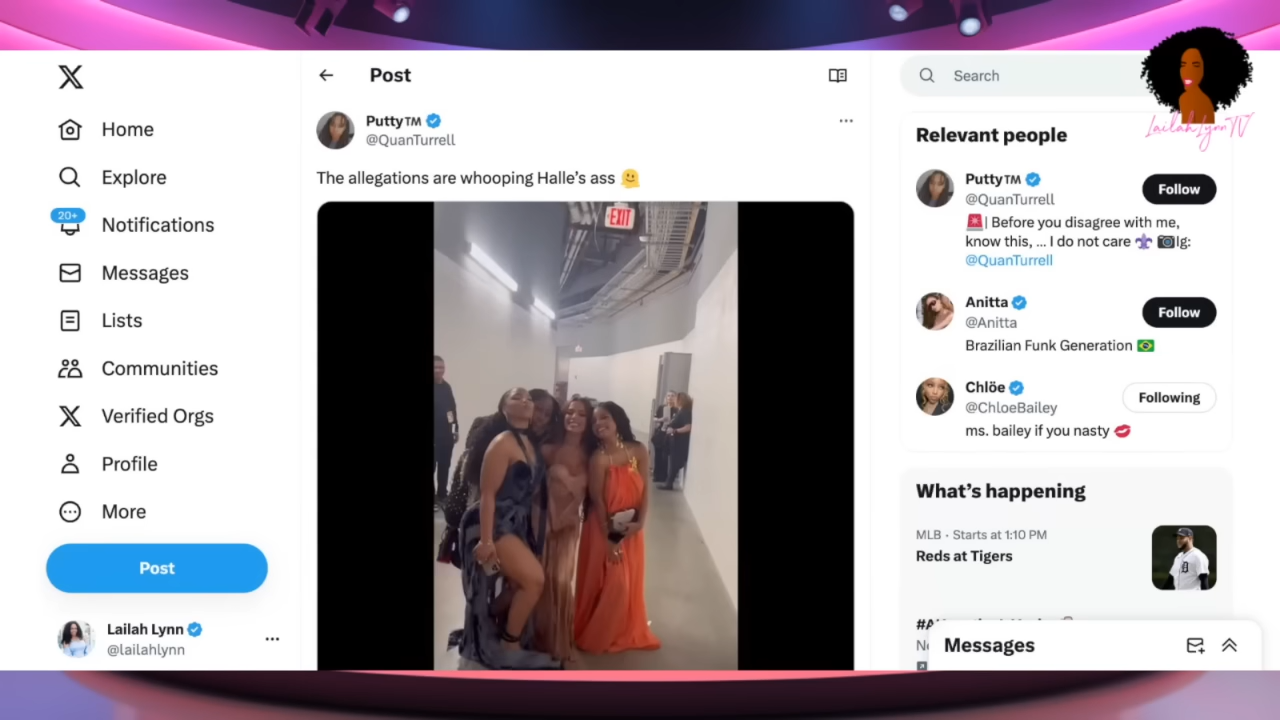 Home
Explore
20+
Notifications
Messages
Lists
Communities
Verified Orgs
Profile
More
Post
Lailah Lynn
@lailahlynn
Post
Putty™
@QuanTurrell
The allegations are whooping Halle's ass 🫠
EXIT
Search
LailahLynnTV
Relevant people
Putty™
@QuanTurrell
Follow
🚨| Before you disagree with me,
know this, ... I do not care ⚜️ 📷Ig:
@QuanTurrell
Anitta
@Anitta
Follow
Brazilian Funk Generation 🇧🇷
Chlöe
@ChloeBailey
Following
ms. bailey if you nasty 💋
What's happening
MLB · Starts at 1:10 PM
Reds at Tigers
Messages